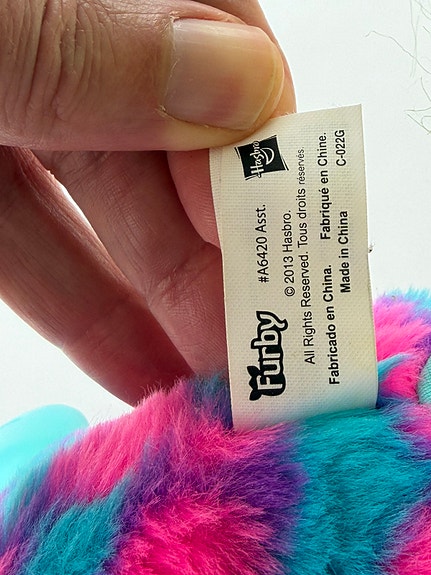 Hasbro
Furby
#A6420 Asst.
© 2013 Hasbro.
All Rights Reserved. Tous droits réservés.
Fabricado en China. Fabriqué en Chine.
Made in China C-022G